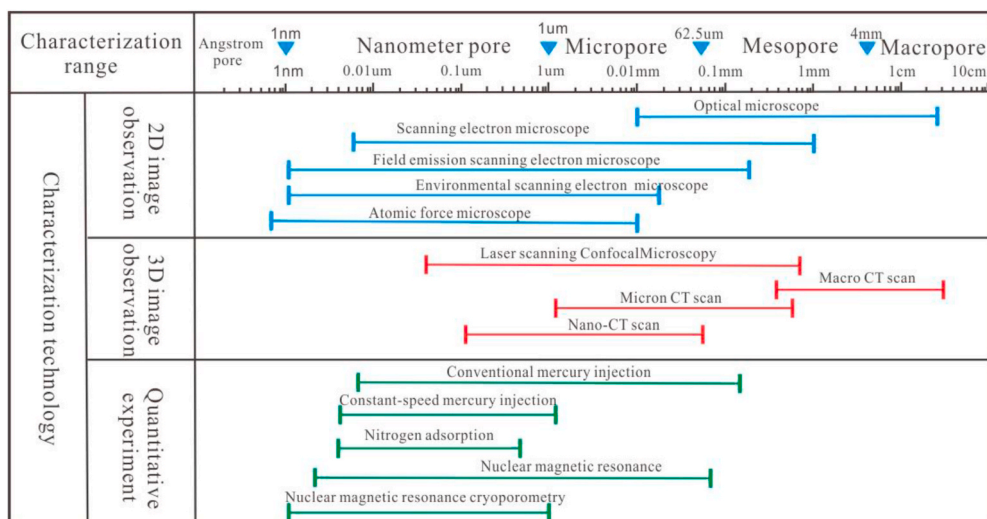 Characterization
range
Angstrom
pore
1nm
Nanometer pore
1um
Micropore
62.5um
Mesopore
4mm
Macropore
1nm
0.01um
0.1um
1um
0.01mm
0.1mm
1mm
1cm
10cm
Characterization technology
2D image
observation
Optical microscope
Scanning electron microscope
Field emission scanning electron microscope
Environmental scanning electron microscope
Atomic force microscope
3D image
observation
Laser scanning ConfocalMicroscopy
Macro CT scan
Micron CT scan
Nano-CT scan
Quantitative
experiment
Conventional mercury injection
Constant-speed mercury injection
Nitrogen adsorption
Nuclear magnetic resonance
Nuclear magnetic resonance cryoporometry